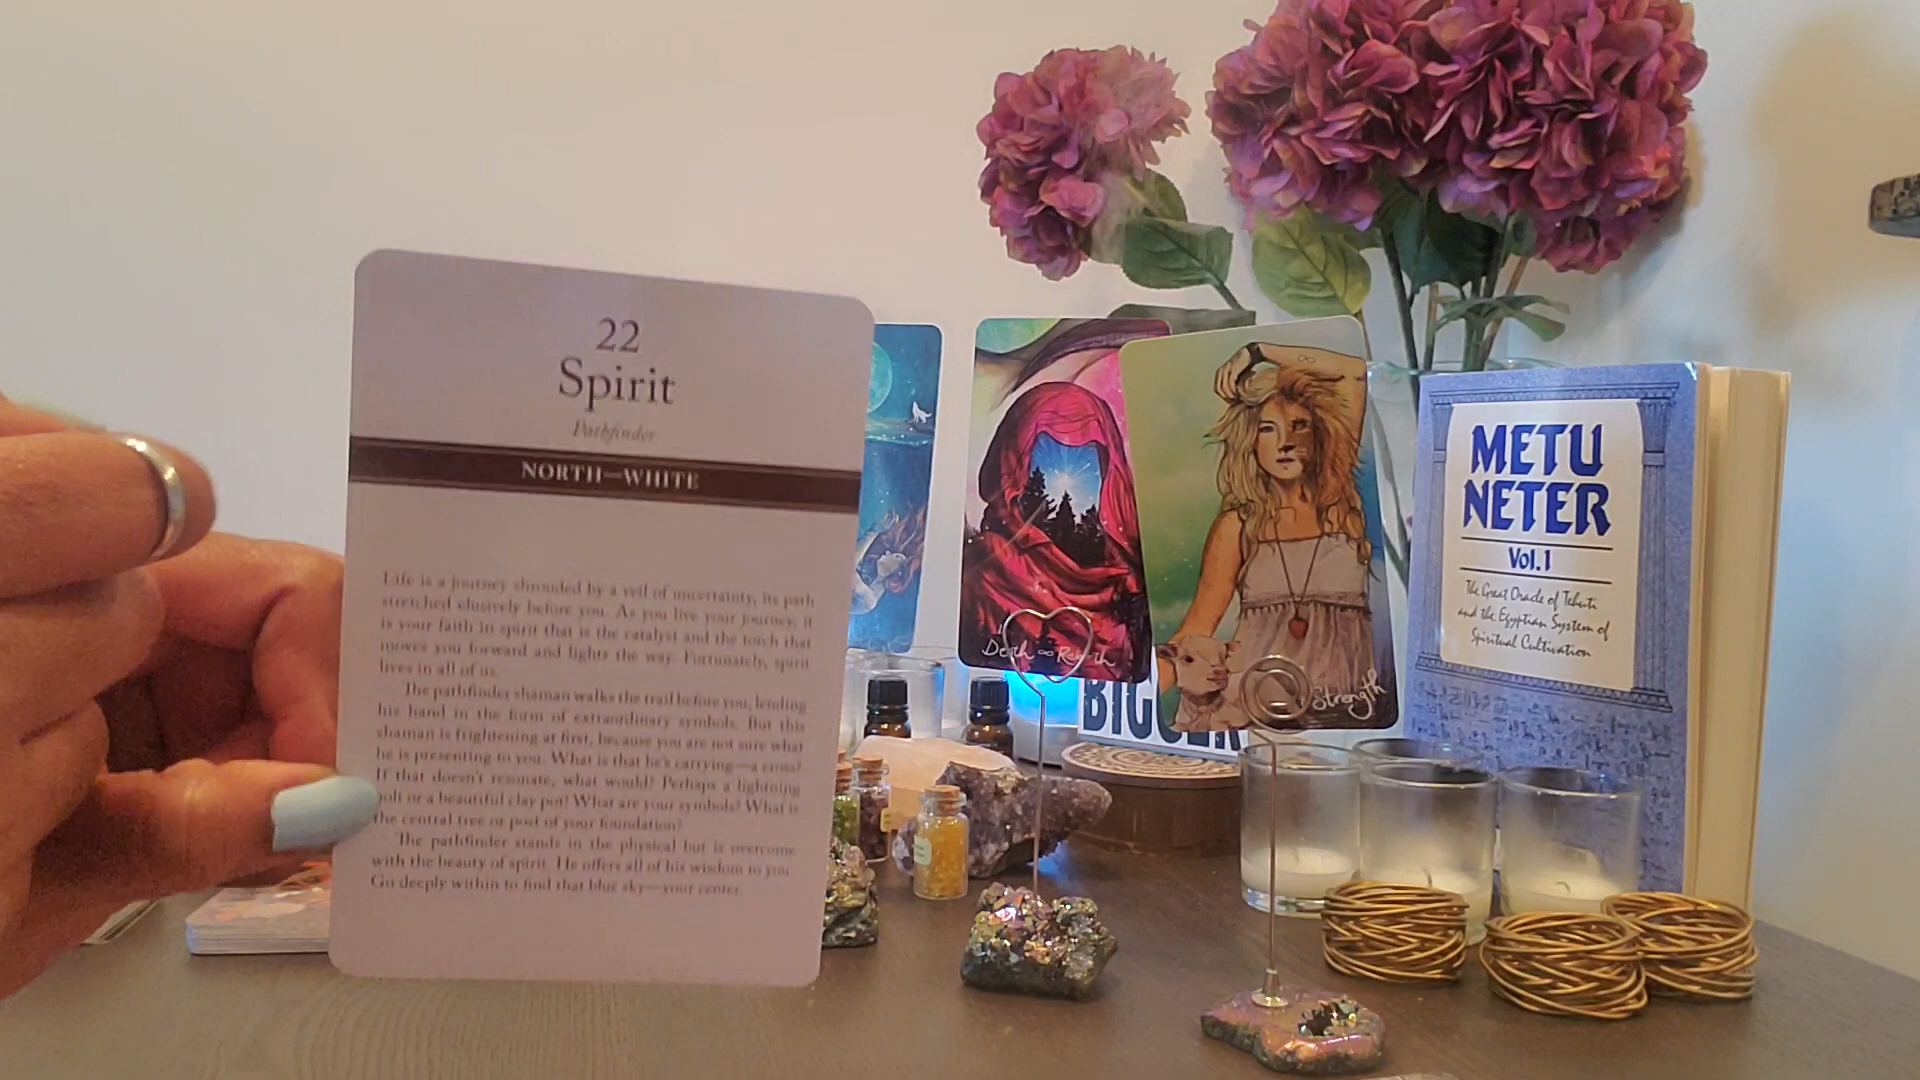 22
Spirit
Pathfinder
NORTH—WHITE
Life is a journey shrouded by a veil of uncertainty, its path
stretched elusively before you. As you live your journey, it
is your faith in spirit that is the catalyst and the torch that
moves you forward and lights the way. Fortunately, spirit
lives in all of us.
The pathfinder shaman walks the trail before you, lending
his hand in the form of extraordinary symbols. But this
shaman is frightening at first, because you are not sure what
he is presenting to you. What is that he's carrying—a cross?
If that doesn't resonate, what would? Perhaps a lightning
bolt or a beautiful clay pot? What are your symbols? What is
the central tree or post of your foundation?
The pathfinder stands in the physical but is overcome
with the beauty of spirit. He offers all of his wisdom to you.
Go deeply within to find that blue sky—your center.
Death ∞ Rebirth
Strength
BIGGER
METU
NETER
Vol.1
The Great Oracle of Tehuti
and the Egyptian System of
Spiritual Cultivation